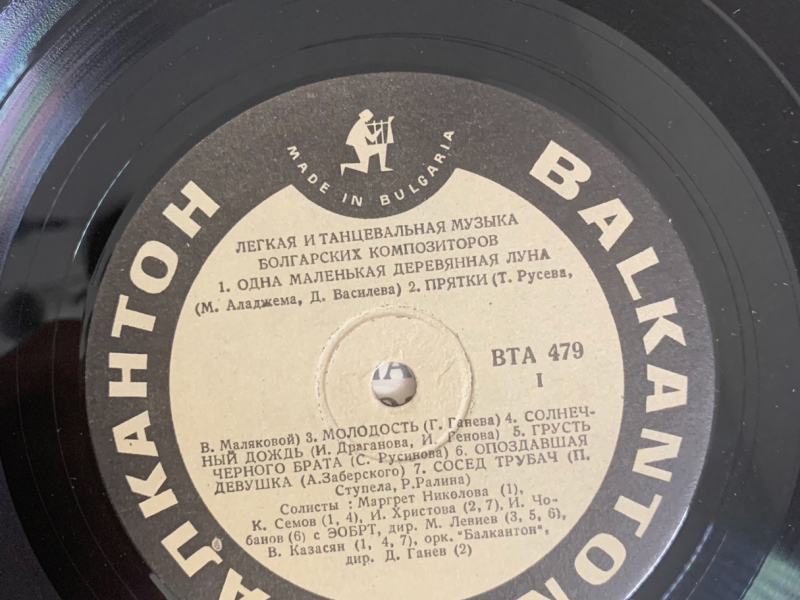 MADE IN BULGARIA
БАЛКАНТОН
BALKANTON
ЛЕГКАЯ И ТАНЦЕВАЛЬНАЯ МУЗЫКА
БОЛГАРСКИХ КОМПОЗИТОРОВ
1. ОДНА МАЛЕНЬКАЯ ДЕРЕВЯННАЯ ЛУНА
(М. Аладжема, Д. Василева) 2. ПРЯТКИ (Т. Русева,
ВТА 479
I
В. Маляковой) 3. МОЛОДОСТЬ (Г. Ганева) 4. СОЛНЕЧ-
НЫЙ ДОЖДЬ (И. Драганова, И. Генова) 5. ГРУСТЬ
ЧЕРНОГО БРАТА (С. Русинова) 6. ОПОЗДАВШАЯ
ДЕВУШКА (А.Заберского) 7. СОСЕД ТРУБАЧ (П.
Ступела, Р.Ралина)
Солисты : Маргрет Николова (1),
К. Семов (1, 4), И. Христова (2, 7), И. Чо-
банов (6) с ЭОБРТ, дир. М. Левиев (3, 5, 6),
В. Казасян (1, 4, 7), орк. "Балкантон",
дир. Д. Ганев (2)